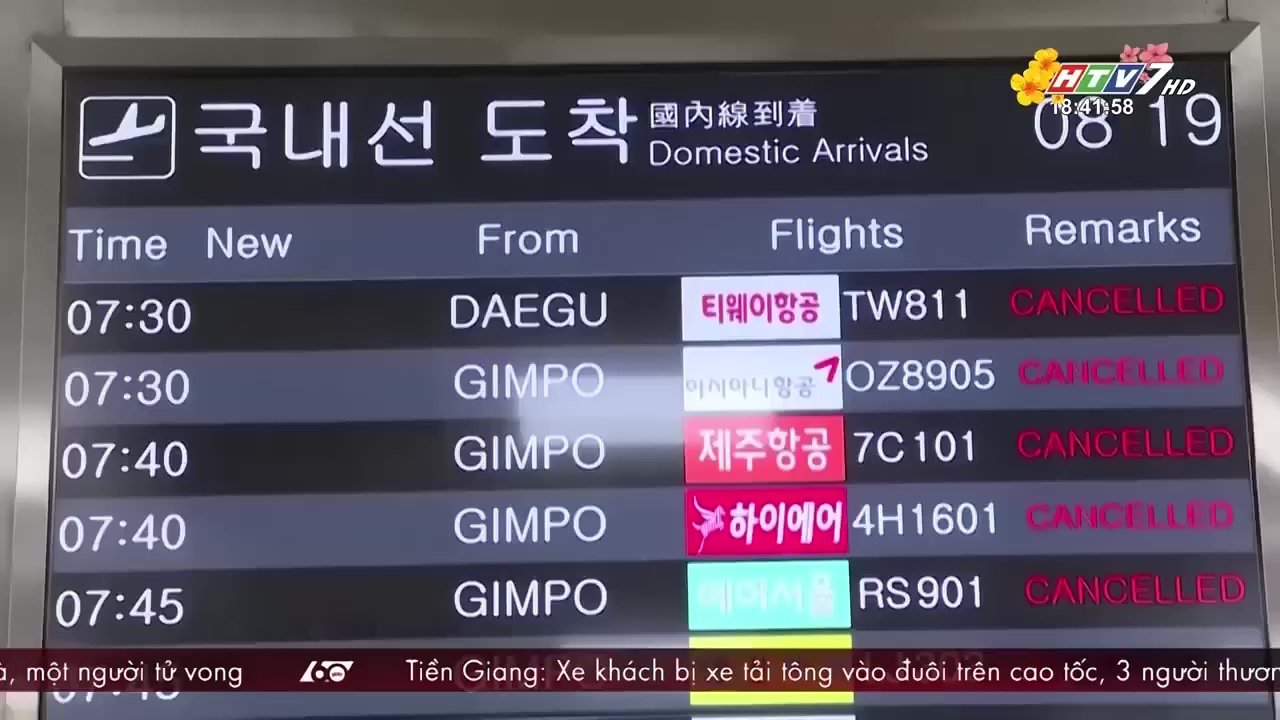 HTV7 HD
18:41:58
국내선 도착
國內線到着
Domestic Arrivals
08 19
Time New From Flights Remarks
07:30 DAEGU 티웨이항공 TW811 CANCELLED
07:30 GIMPO 아시아나항공 OZ8905 CANCELLED
07:40 GIMPO 제주항공 7C101 CANCELLED
07:40 GIMPO 하이에어 4H1601 CANCELLED
07:45 GIMPO 에어서울 RS901 CANCELLED
à, một người tử vong 60 Tiền Giang: Xe khách bị xe tải tông vào đuôi trên cao tốc, 3 người thươn